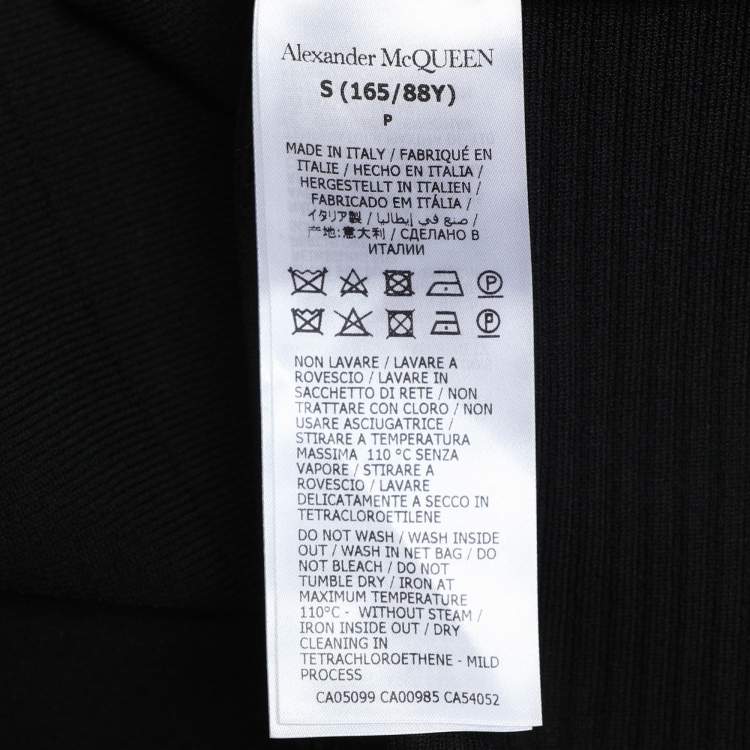 Alexander McQUEEN
S (165/88Y)
P
MADE IN ITALY / FABRIQUÉ EN
ITALIE / HECHO EN ITALIA /
HERGESTELLT IN ITALIEN /
FABRICADO EM ITÁLIA /
イタリア製 / صنع في إيطاليا /
产地:意大利 / СДЕЛАНО В
ИТАЛИИ
P
P
NON LAVARE / LAVARE A
ROVESCIO / LAVARE IN
SACCHETTO DI RETE / NON
TRATTARE CON CLORO / NON
USARE ASCIUGATRICE /
STIRARE A TEMPERATURA
MASSIMA 110 °C SENZA
VAPORE / STIRARE A
ROVESCIO / LAVARE
DELICATAMENTE A SECCO IN
TETRACLOROETILENE
DO NOT WASH / WASH INSIDE
OUT / WASH IN NET BAG / DO
NOT BLEACH / DO NOT
TUMBLE DRY / IRON AT
MAXIMUM TEMPERATURE
110°C - WITHOUT STEAM /
IRON INSIDE OUT / DRY
CLEANING IN
TETRACHLOROETHENE - MILD
PROCESS
CA05099 CA00985 CA54052